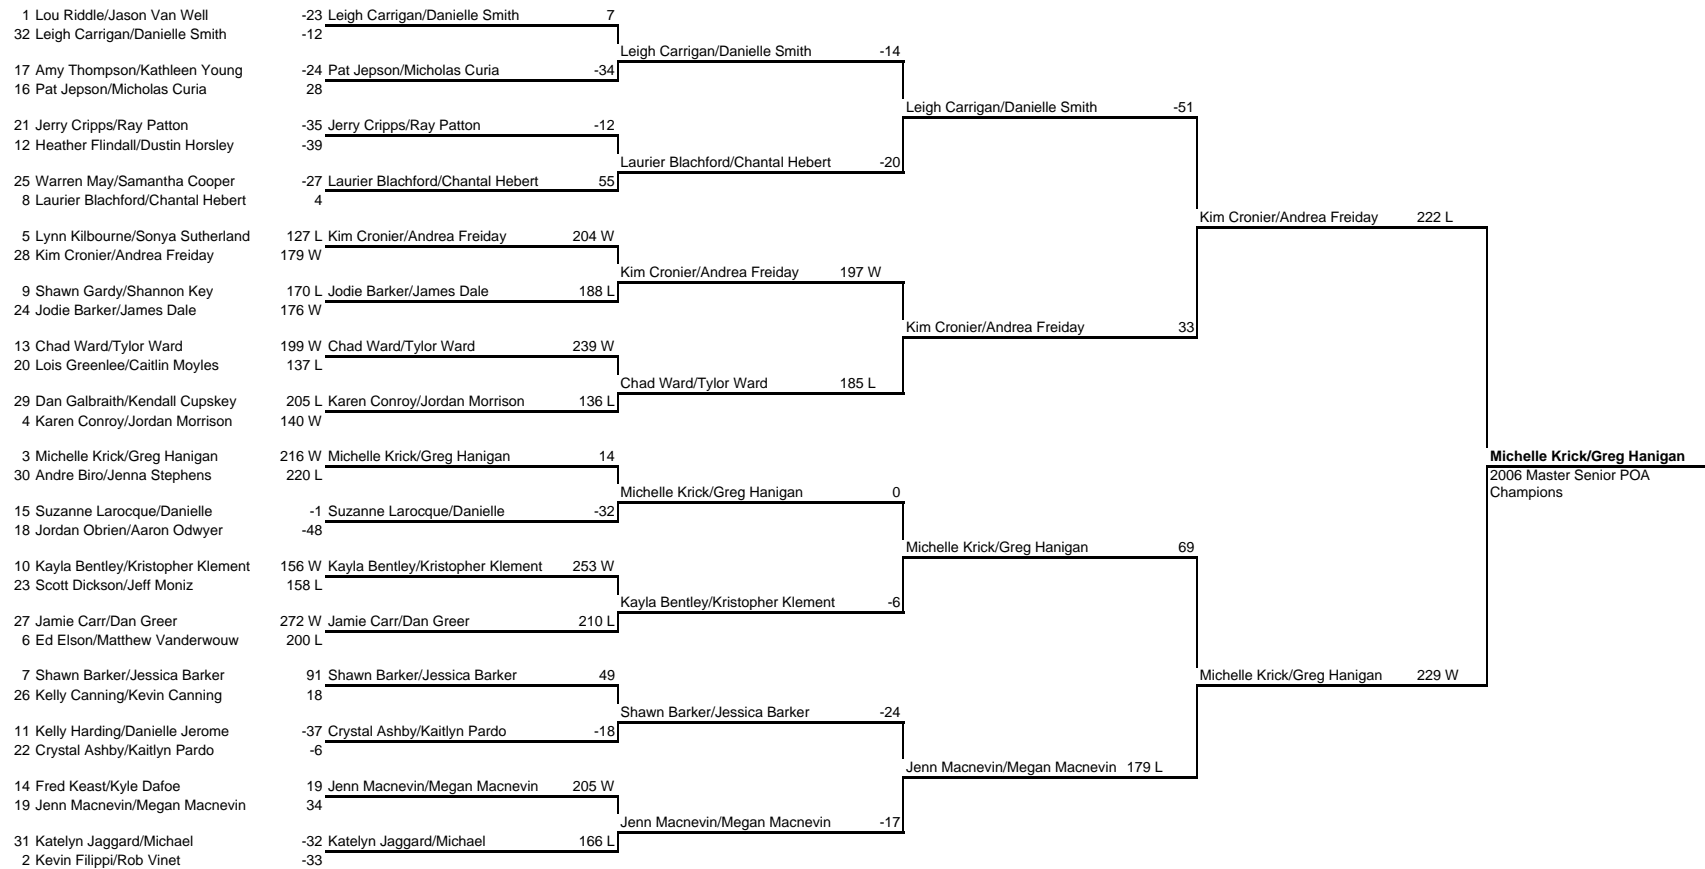 1 Lou Riddle/Jason Van Well -23 Leigh Carrigan/Danielle Smith 7
32 Leigh Carrigan/Danielle Smith -12
Leigh Carrigan/Danielle Smith -14
17 Amy Thompson/Kathleen Young -24 Pat Jepson/Micholas Curia -34
16 Pat Jepson/Micholas Curia 28
Leigh Carrigan/Danielle Smith -51
21 Jerry Cripps/Ray Patton -35 Jerry Cripps/Ray Patton -12
12 Heather Flindall/Dustin Horsley -39
Laurier Blachford/Chantal Hebert -20
25 Warren May/Samantha Cooper -27 Laurier Blachford/Chantal Hebert 55
8 Laurier Blachford/Chantal Hebert 4
Kim Cronier/Andrea Freiday 222 L
5 Lynn Kilbourne/Sonya Sutherland 127 L Kim Cronier/Andrea Freiday 204 W
28 Kim Cronier/Andrea Freiday 179 W
Kim Cronier/Andrea Freiday 197 W
9 Shawn Gardy/Shannon Key 170 L Jodie Barker/James Dale 188 L
24 Jodie Barker/James Dale 176 W
Kim Cronier/Andrea Freiday 33
13 Chad Ward/Tylor Ward 199 W Chad Ward/Tylor Ward 239 W
20 Lois Greenlee/Caitlin Moyles 137 L
Chad Ward/Tylor Ward 185 L
29 Dan Galbraith/Kendall Cupskey 205 L Karen Conroy/Jordan Morrison 136 L
4 Karen Conroy/Jordan Morrison 140 W
3 Michelle Krick/Greg Hanigan 216 W Michelle Krick/Greg Hanigan 14 Michelle Krick/Greg Hanigan
30 Andre Biro/Jenna Stephens 220 L 2006 Master Senior POA
Champions
Michelle Krick/Greg Hanigan 0
15 Suzanne Larocque/Danielle -1 Suzanne Larocque/Danielle -32
18 Jordan Obrien/Aaron Odwyer -48
Michelle Krick/Greg Hanigan 69
10 Kayla Bentley/Kristopher Klement 156 W Kayla Bentley/Kristopher Klement 253 W
23 Scott Dickson/Jeff Moniz 158 L
Kayla Bentley/Kristopher Klement -6
27 Jamie Carr/Dan Greer 272 W Jamie Carr/Dan Greer 210 L
6 Ed Elson/Matthew Vanderwouw 200 L
7 Shawn Barker/Jessica Barker 91 Shawn Barker/Jessica Barker 49 Michelle Krick/Greg Hanigan 229 W
26 Kelly Canning/Kevin Canning 18
Shawn Barker/Jessica Barker -24
11 Kelly Harding/Danielle Jerome -37 Crystal Ashby/Kaitlyn Pardo -18
22 Crystal Ashby/Kaitlyn Pardo -6
Jenn Macnevin/Megan Macnevin 179 L
14 Fred Keast/Kyle Dafoe 19 Jenn Macnevin/Megan Macnevin 205 W
19 Jenn Macnevin/Megan Macnevin 34
Jenn Macnevin/Megan Macnevin -17
31 Katelyn Jaggard/Michael -32 Katelyn Jaggard/Michael 166 L
2 Kevin Filippi/Rob Vinet -33